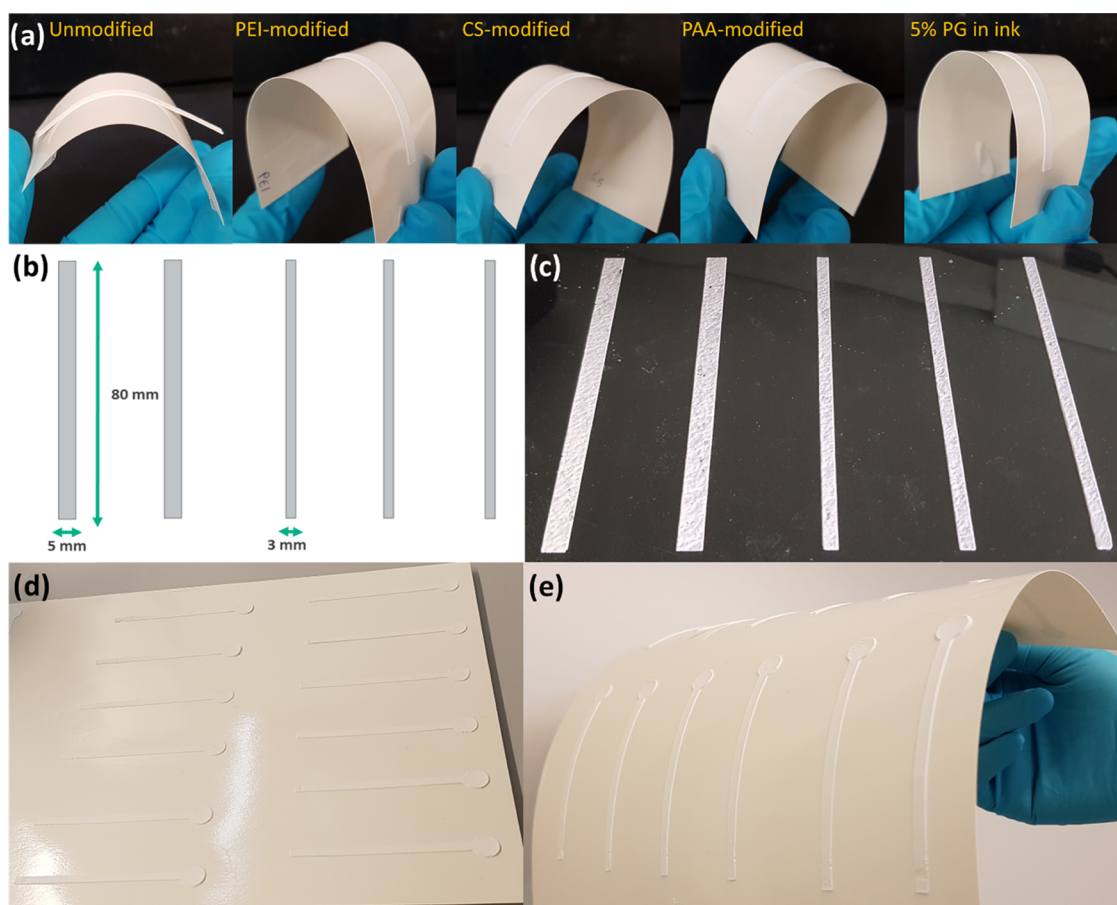 (a) Unmodified PEI-modified CS-modified PAA-modified 5% PG in ink
PEI
CS
(b)
80 mm
5 mm
3 mm
(c)
(d)
(e)